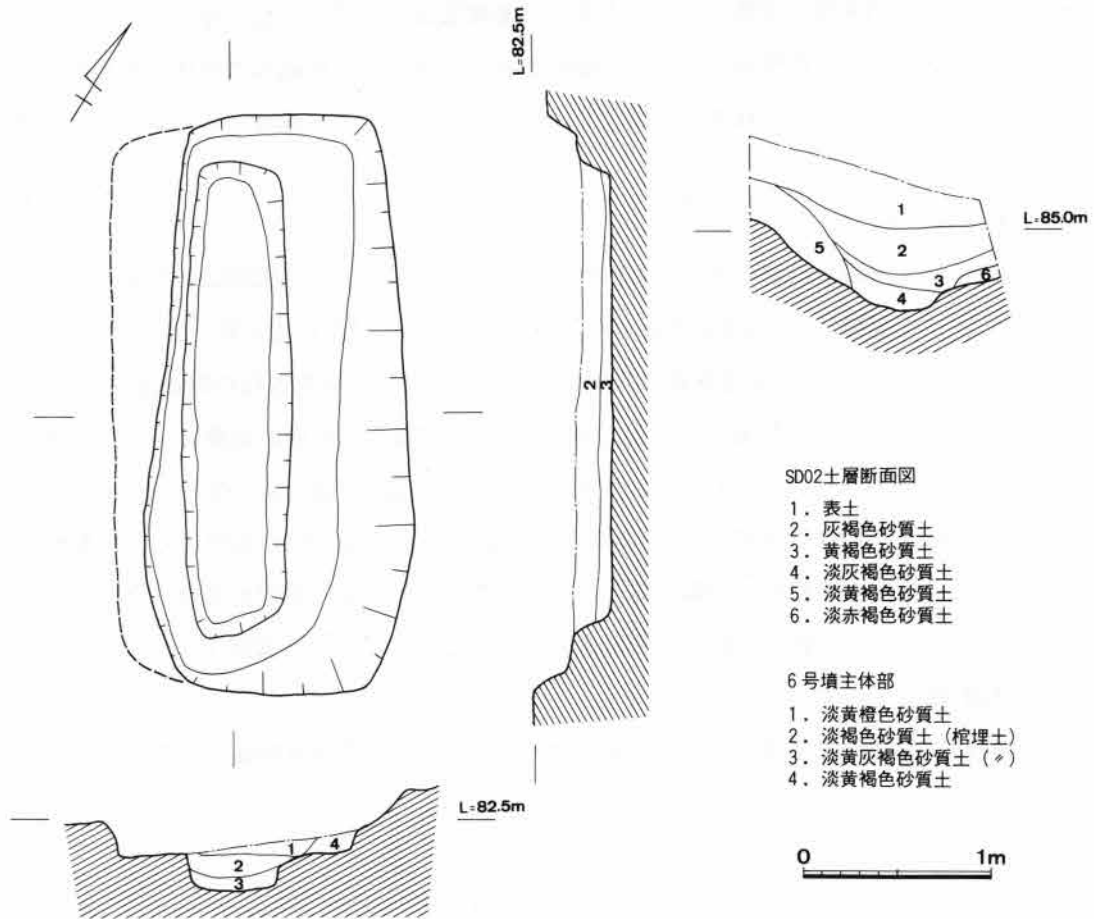 L=82.5m
1
2
3
4
5
6
L=85.0m
2
3
SD02土層断面図
1．表土
2．灰褐色砂質土
3．黄褐色砂質土
4．淡灰褐色砂質土
5．淡黄褐色砂質土
6．淡赤褐色砂質土
6号墳主体部
1．淡黄橙色砂質土
2．淡褐色砂質土（棺埋土）
3．淡黄灰褐色砂質土（〃）
4．淡黄褐色砂質土
L=82.5m
1
2
3
4
0 1m